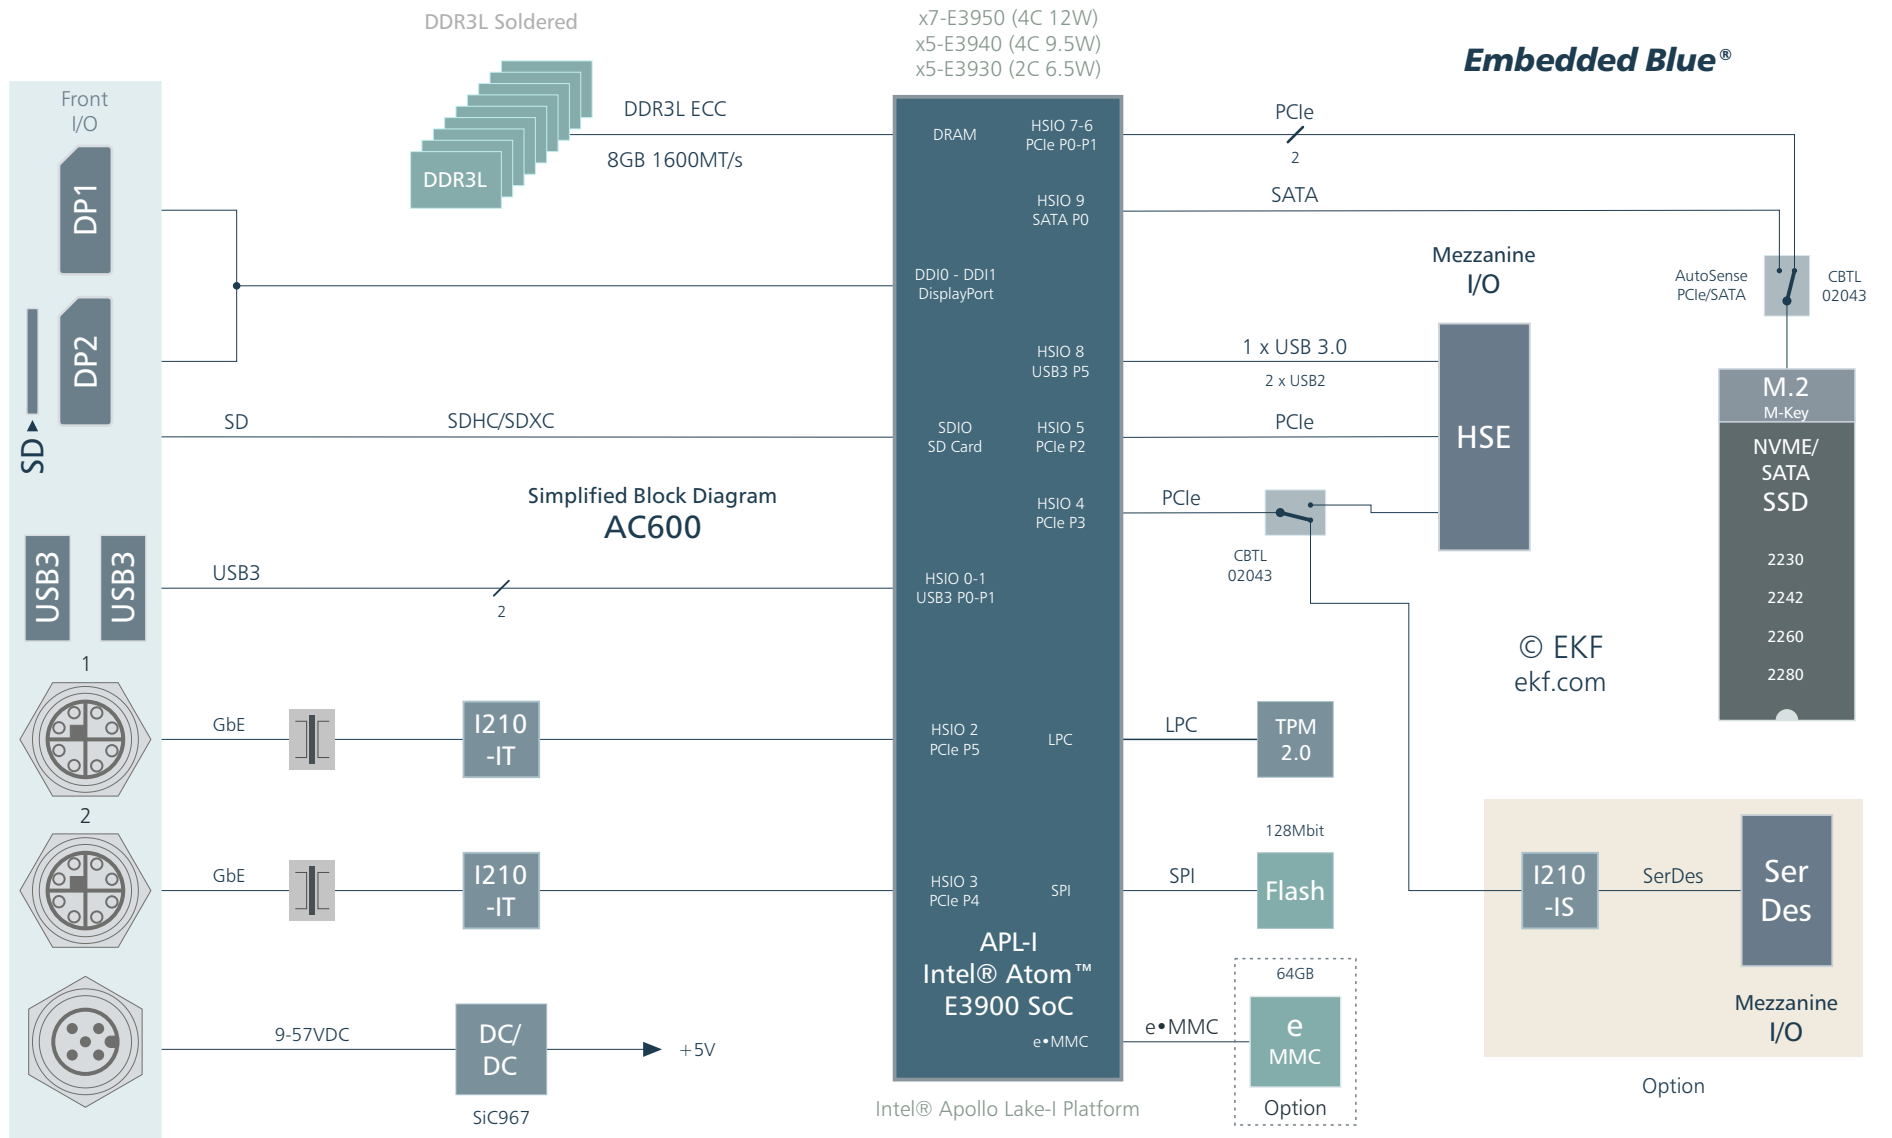 DDR3L Soldered
x7-E3950 (4C 12W)
x5-E3940 (4C 9.5W)
x5-E3930 (2C 6.5W)
Embedded Blue®
Front
I/O
DP1
DP2
SD
USB3
USB3
1
2
DDR3L ECC
8GB 1600MT/s
DDR3L
SD
SDHC/SDXC
Simplified Block Diagram
AC600
USB3
2
GbE
I210
-IT
GbE
I210
-IT
9-57VDC
DC/
DC
+5V
SiC967
DRAM
HSIO 7-6
PCIe P0-P1
HSIO 9
SATA P0
DDI0 - DDI1
DisplayPort
HSIO 8
USB3 P5
SDIO
SD Card
HSIO 5
PCIe P2
HSIO 4
PCIe P3
HSIO 0-1
USB3 P0-P1
HSIO 2
PCIe P5
LPC
HSIO 3
PCIe P4
SPI
APL-I
Intel® Atom™
E3900 SoC
e•MMC
Intel® Apollo Lake-I Platform
PCIe
2
SATA
Mezzanine
I/O
1 x USB 3.0
2 x USB2
PCIe
HSE
PCIe
CBTL
02043
AutoSense
PCIe/SATA
CBTL
02043
M.2
M-Key
NVME/
SATA
SSD
2230
2242
2260
2280
© EKF
ekf.com
LPC
TPM
2.0
128Mbit
SPI
Flash
64GB
e•MMC
e
MMC
Option
I210
-IS
SerDes
Ser
Des
Mezzanine
I/O
Option